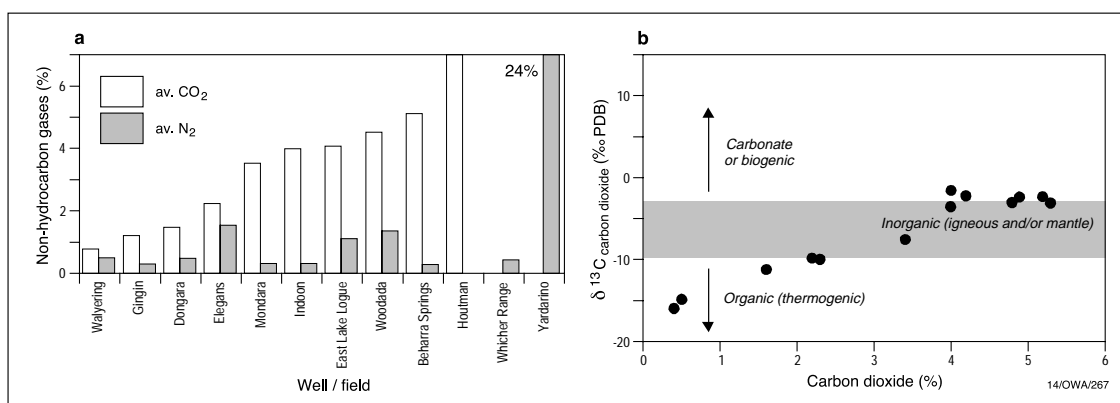 a
Non-hydrocarbon gases (%)
6
4
2
0
av. CO₂
av. N₂
24%
Walyering
Gingin
Dongara
Elegans
Mondara
Indoon
East Lake Logue
Woodada
Beharra Springs
Houtman
Whicher Range
Yardarino
Well / field
b
δ ¹³C carbon dioxide (‰ PDB)
10
0
-10
-20
Carbonate
or biogenic
Inorganic (igneous and/or mantle)
Organic (thermogenic)
0
1
2
3
4
5
6
Carbon dioxide (%)
14/OWA/267